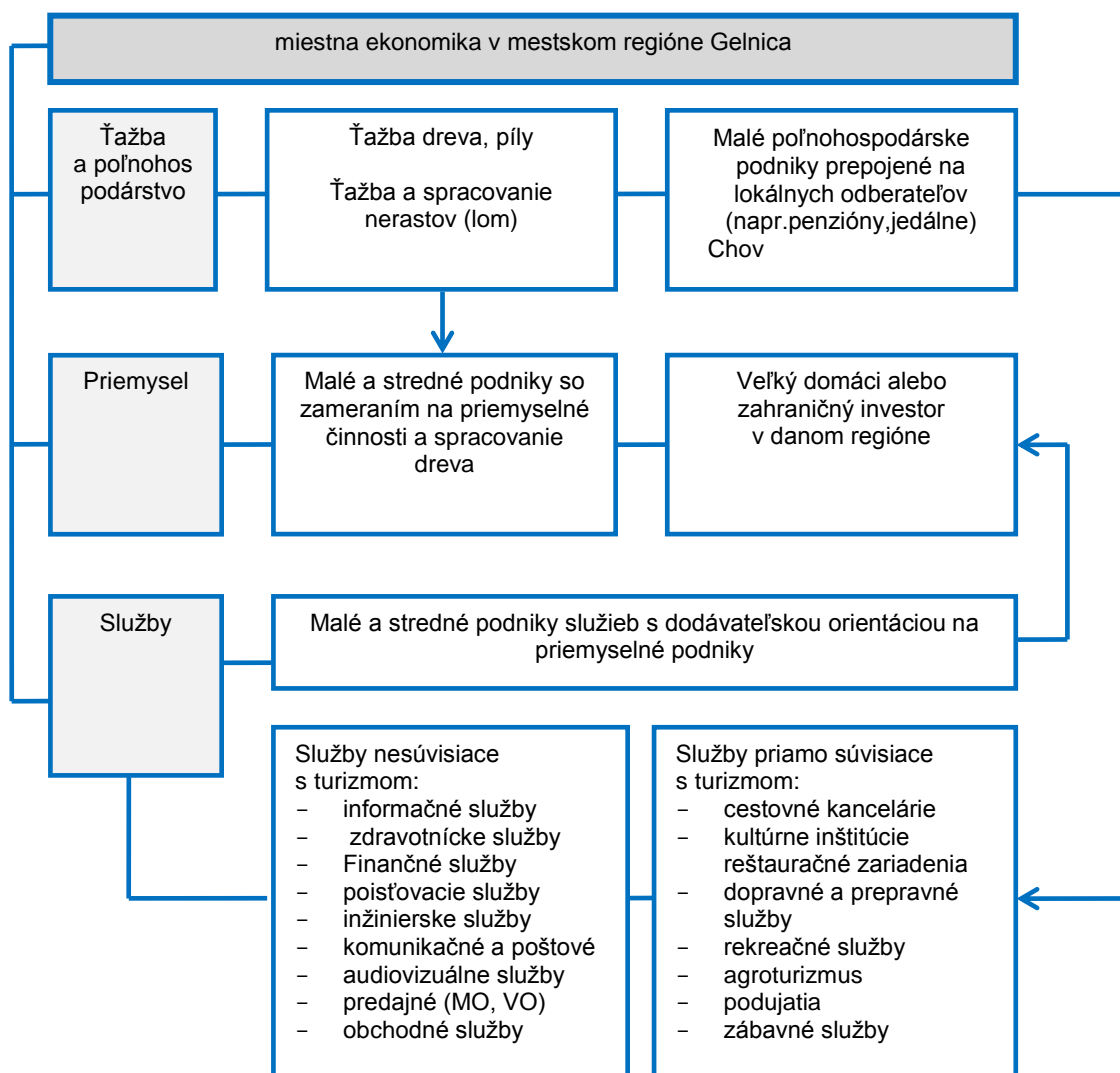 miestna ekonomika v mestskom regióne Gelnica
Ťažba
a poľnohos
podárstvo
Ťažba dreva, píly
Ťažba a spracovanie
nerastov (lom)
Malé poľnohospodárske
podniky prepojené na
lokálnych odberateľov
(napr.penzióny,jedálne)
Chov
Priemysel
Malé a stredné podniky so
zameraním na priemyselné
činnosti a spracovanie
dreva
Veľký domáci alebo
zahraničný investor
v danom regióne
Služby
Malé a stredné podniky služieb s dodávateľskou orientáciou na
priemyselné podniky
Služby nesúvisiace
s turizmom:
- informačné služby
- zdravotnícke služby
- Finančné služby
- poisťovacie služby
- inžinierske služby
- komunikačné a poštové
- audiovizuálne služby
- predajné (MO, VO)
- obchodné služby
Služby priamo súvisiace
s turizmom:
- cestovné kancelárie
- kultúrne inštitúcie
reštauračné zariadenia
- dopravné a prepravné
služby
- rekreačné služby
- agroturizmus
- podujatia
- zábavné služby